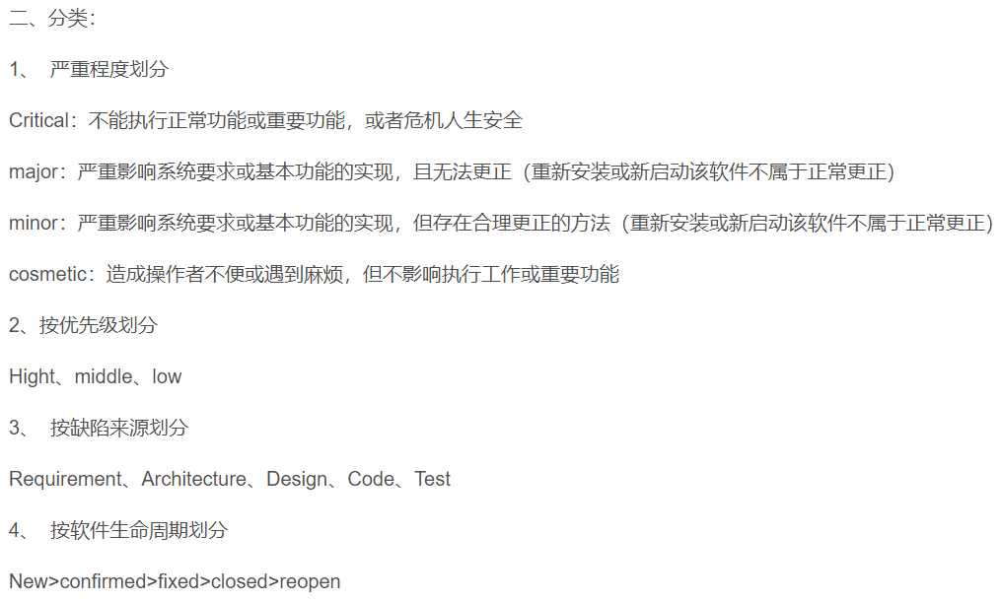 二、分类：
1、 严重程度划分
Critical：不能执行正常功能或重要功能，或者危机人生安全
major：严重影响系统要求或基本功能的实现，且无法更正（重新安装或新启动该软件不属于正常更正）
minor：严重影响系统要求或基本功能的实现，但存在合理更正的方法（重新安装或新启动该软件不属于正常更正）
cosmetic：造成操作者不便或遇到麻烦，但不影响执行工作或重要功能
2、按优先级划分
Hight、middle、low
3、 按缺陷来源划分
Requirement、Architecture、Design、Code、Test
4、 按软件生命周期划分
New>confirmed>fixed>closed>reopen